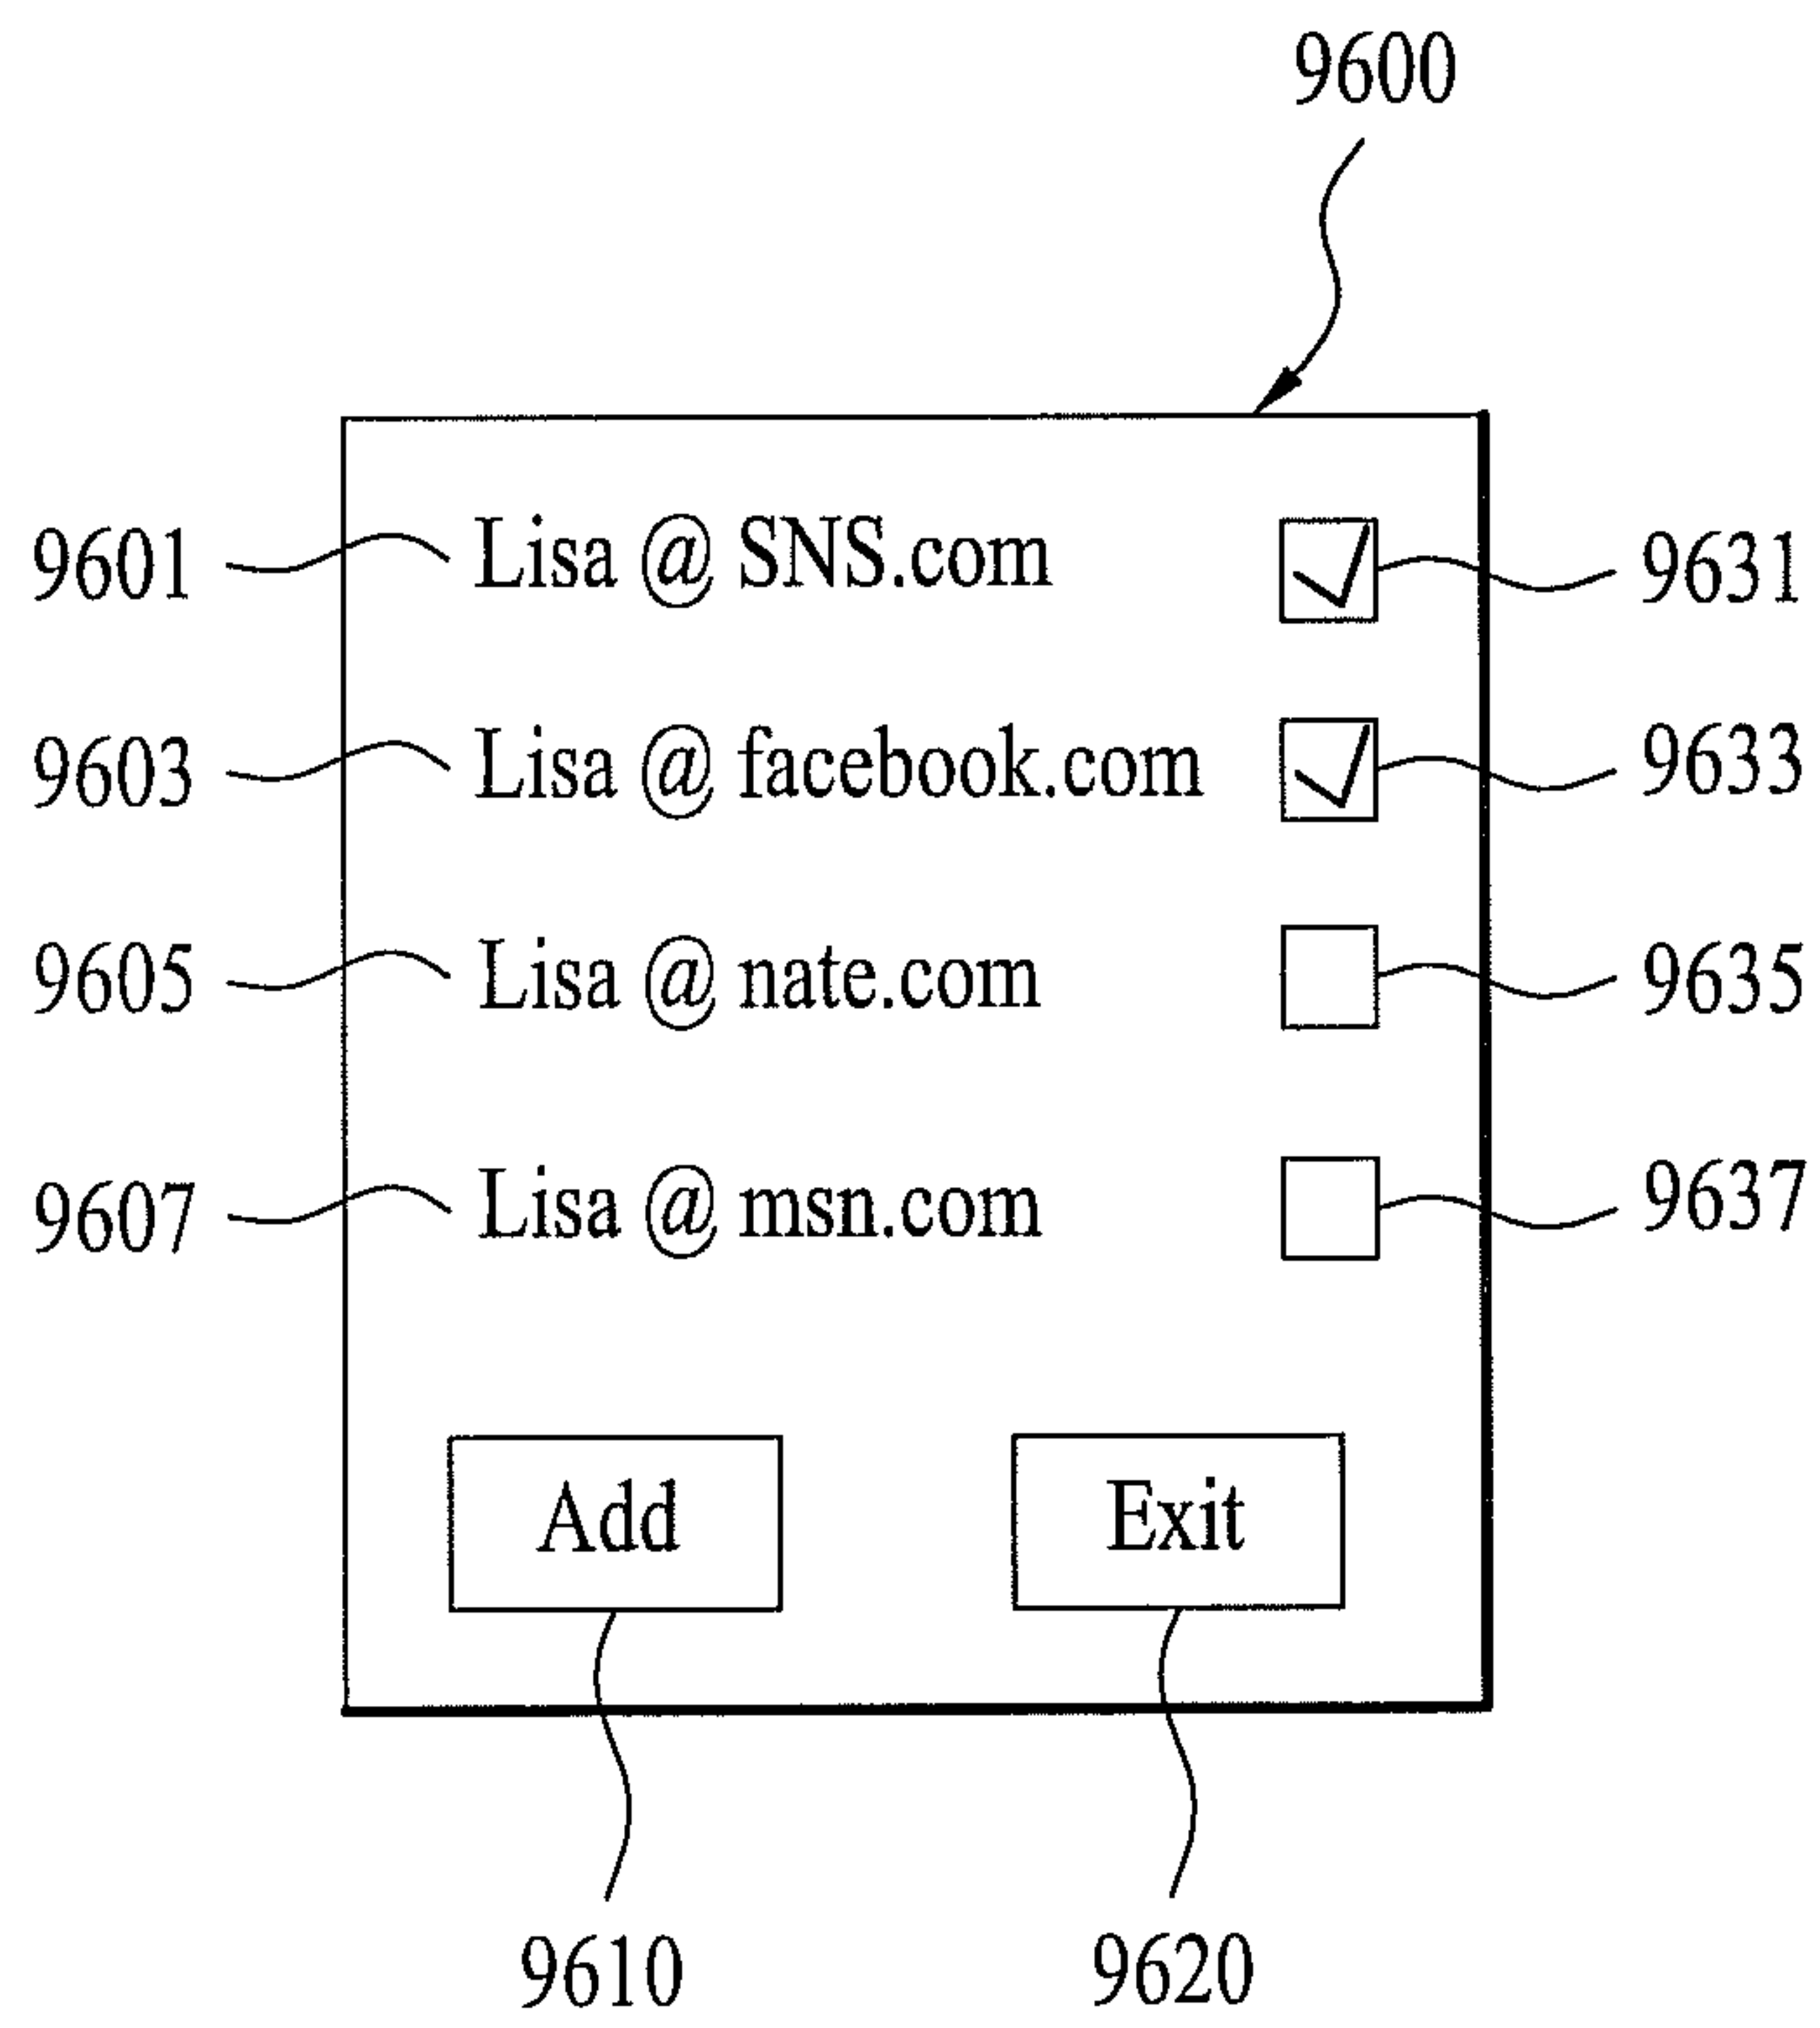 9600
9601 Lisa @ SNS.com 9631
9603 Lisa @ facebook.com 9633
9605 Lisa @ nate.com 9635
9607 Lisa @ msn.com 9637
Add Exit
9610 9620